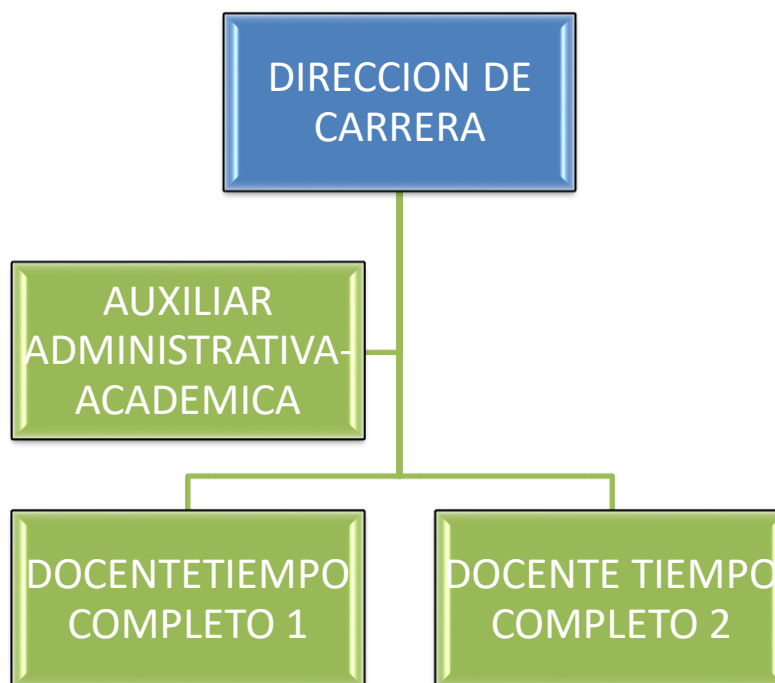 DIRECCION DE
CARRERA
AUXILIAR
ADMINISTRATIVA-
ACADEMICA
DOCENTETIEMPO
COMPLETO 1
DOCENTE TIEMPO
COMPLETO 2